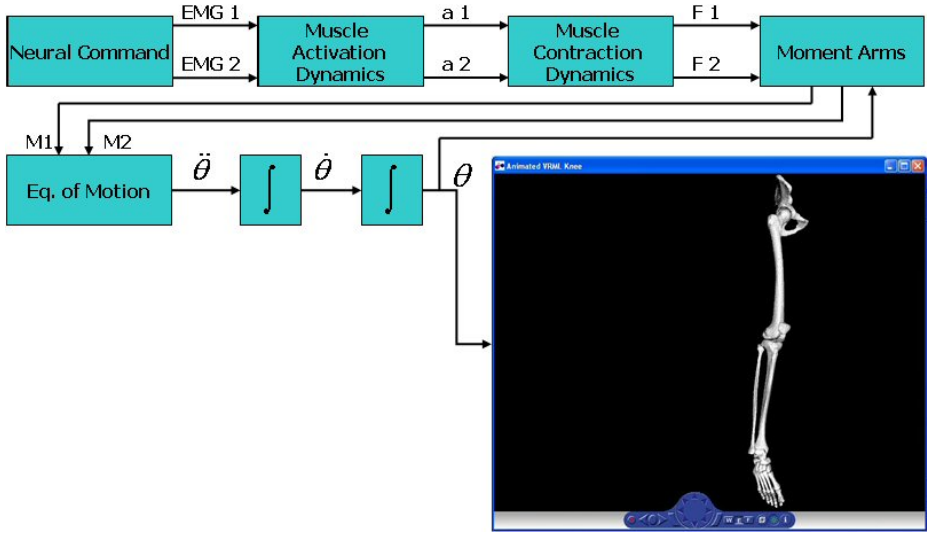 EMG 1
a 1
F 1
Neural Command
Muscle
Activation
Dynamics
Muscle
Contraction
Dynamics
Moment Arms
EMG 2
a 2
F 2
M1
M2
Eq. of Motion
θ̈
∫
θ̇
∫
θ
Animated VRML Knee